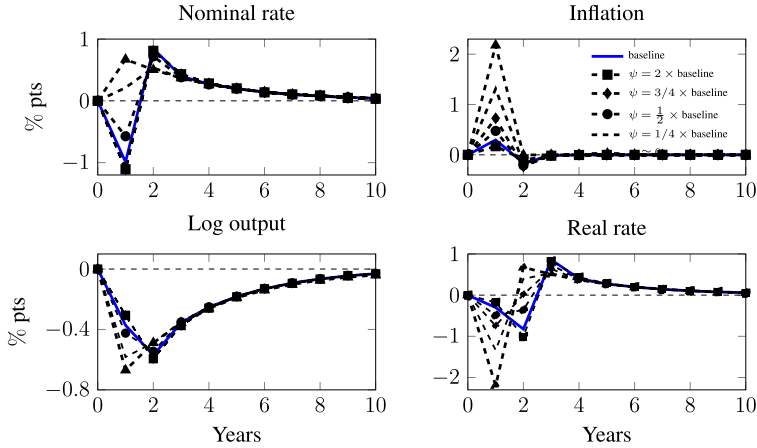 Nominal rate
% pts
1
0
−1
0 2 4 6 8 10
Inflation
2
1
0
baseline
ψ = 2 × baseline
ψ = 3/4 × baseline
ψ = 1/2 × baseline
ψ = 1/4 × baseline
0 2 4 6 8 10
Log output
% pts
0
−0.4
−0.8
0 2 4 6 8 10
Years
Real rate
1
0
−1
−2
0 2 4 6 8 10
Years